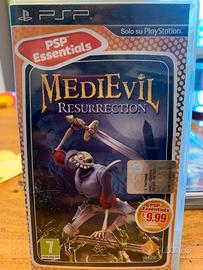 PSP
Solo su PlayStation.
PSP
Essentials
MEDIEVIL
RESURRECTION
PSP
Essentials
€9.99
7